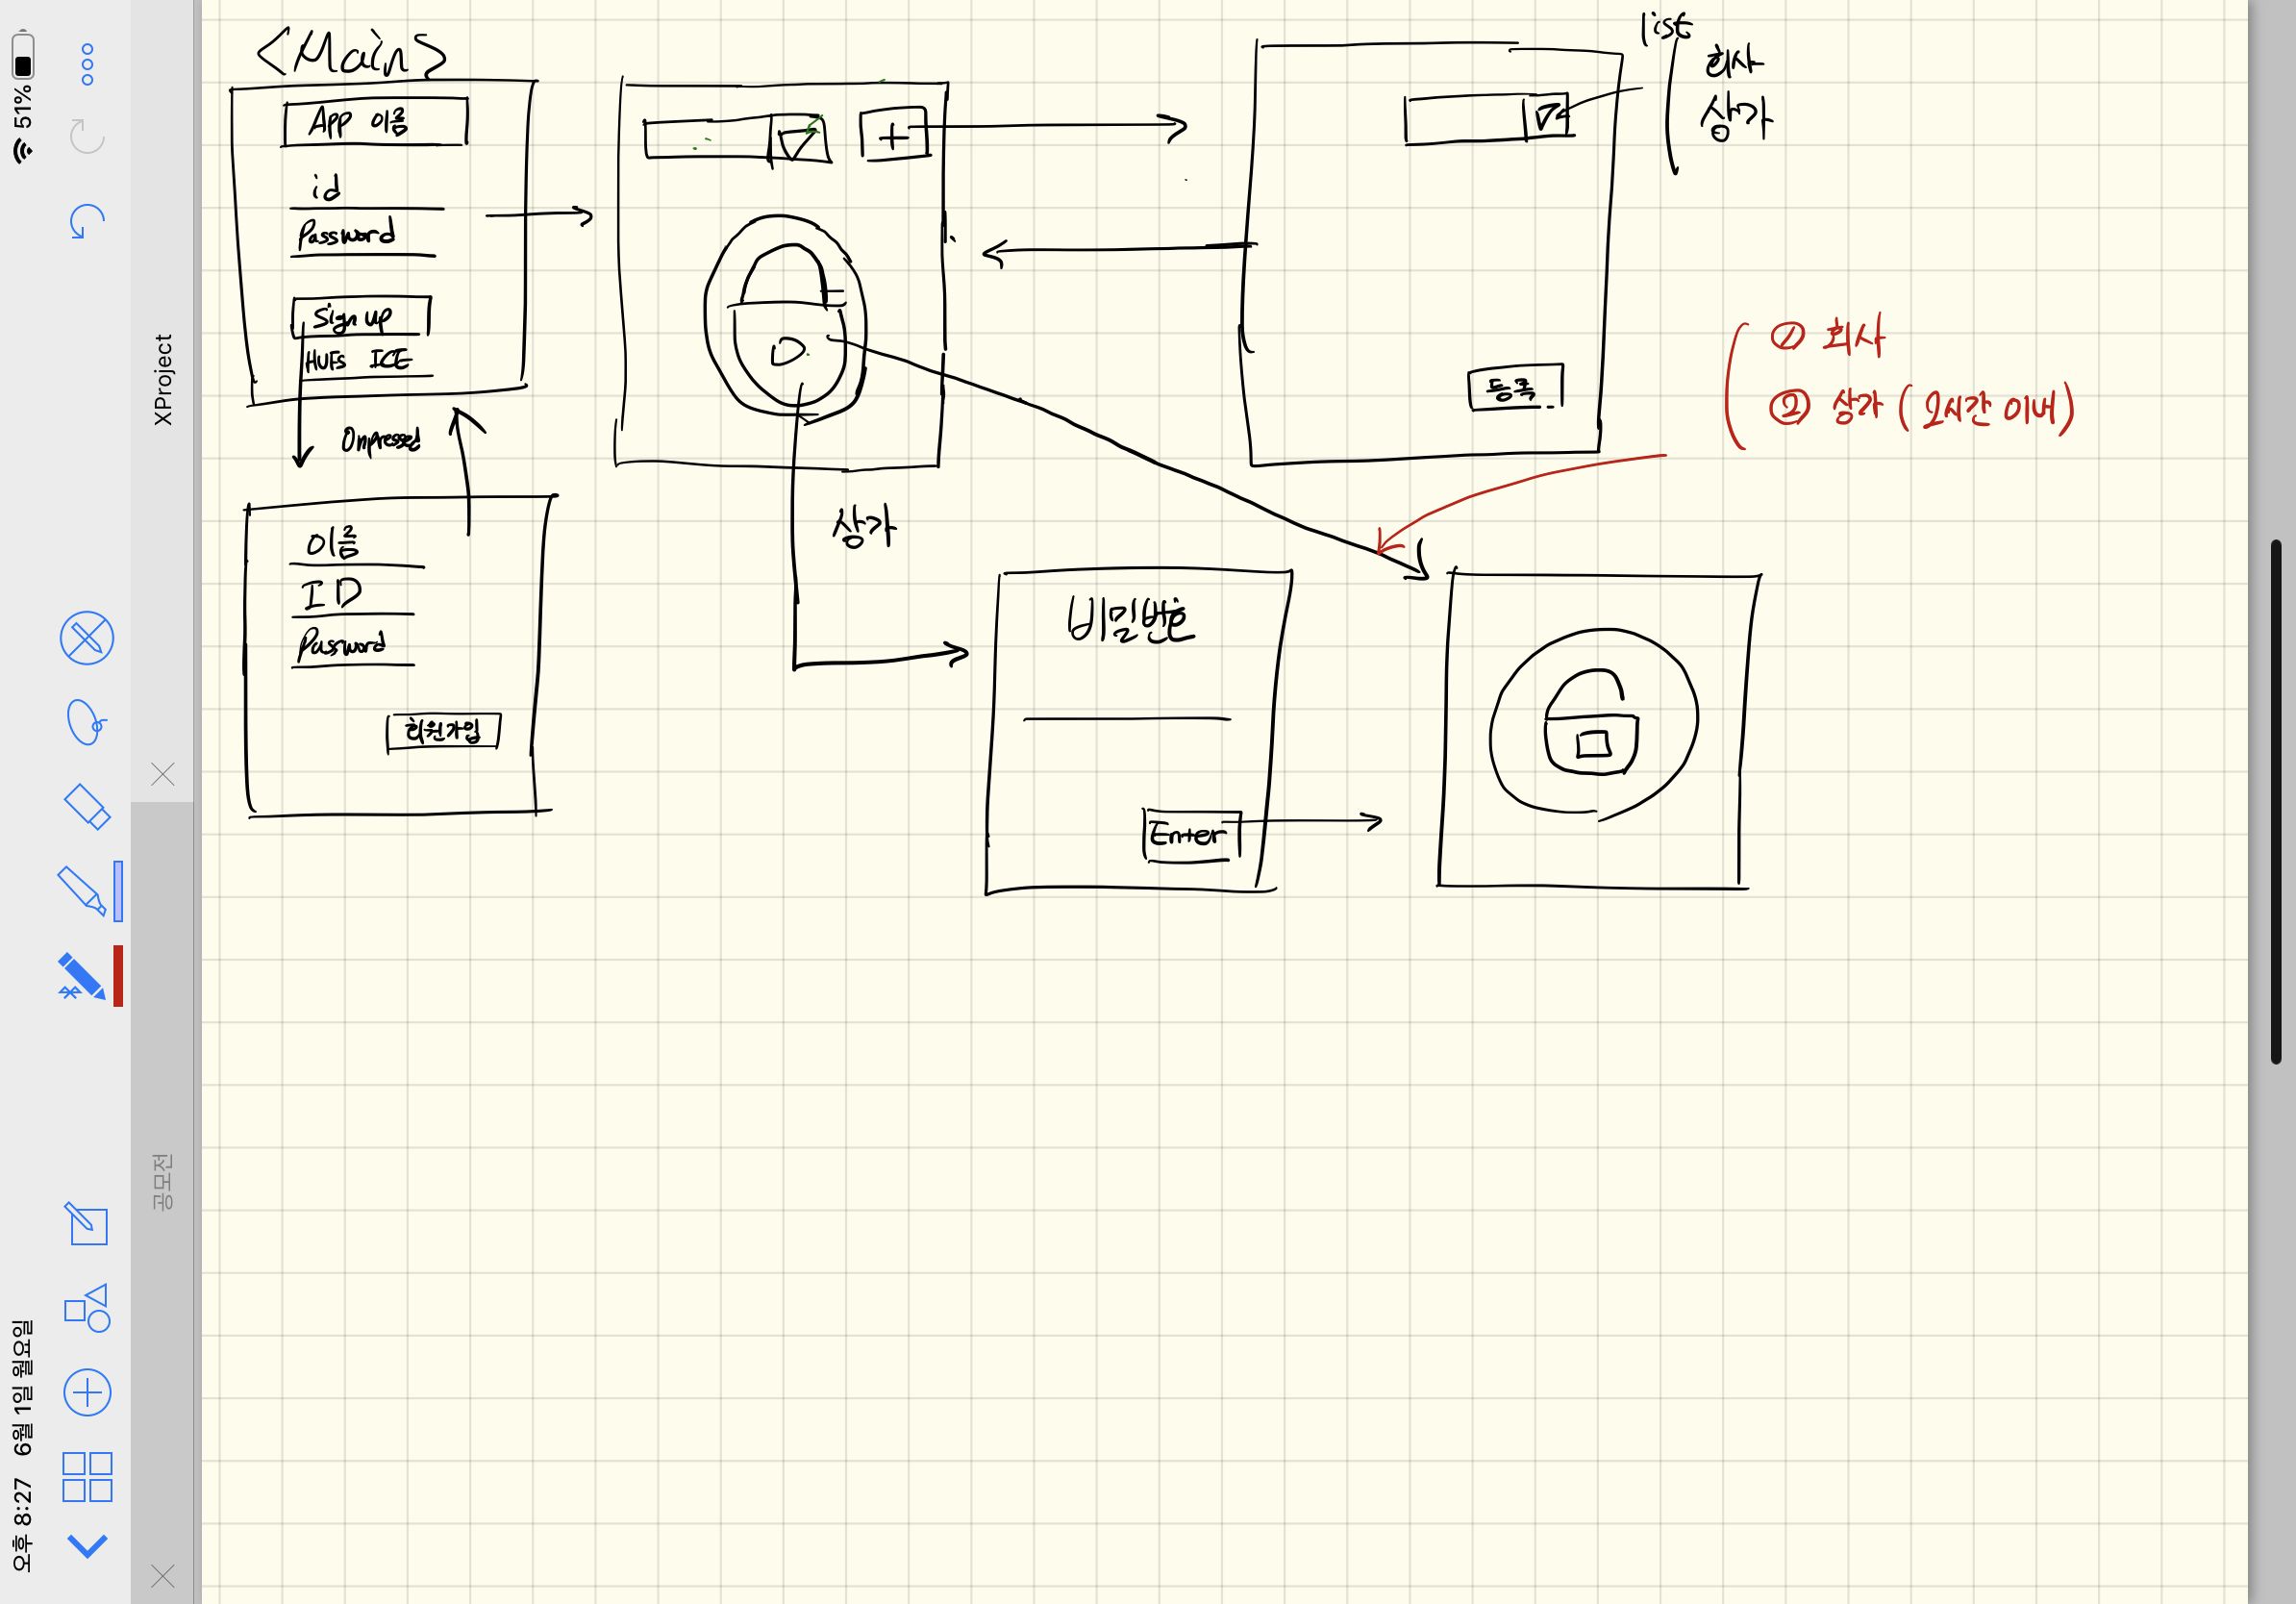 <Main>
App 이름
id
Password
Sign up
HUFS ICE
Onpressed
이름
ID
Password
회원가입
상가
list
회사
상가
등록
① 회사
② 상가 (2시간 이내)
비밀번호
Enter
51%
XProject
공모전
오후 8:27 6월 1일 월요일